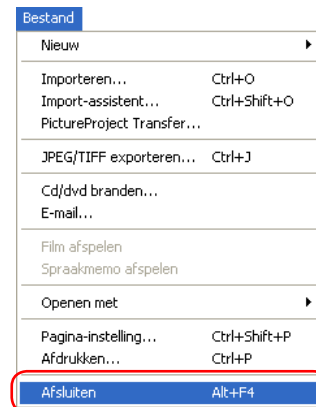 Bestand
Nieuw
Importeren... Ctrl+O
Import-assistent... Ctrl+Shift+O
PictureProject Transfer...
JPEG/TIFF exporteren... Ctrl+J
Cd/dvd branden...
E-mail...
Film afspelen
Spraakmemo afspelen
Openen met
Pagina-instelling... Ctrl+Shift+P
Afdrukken... Ctrl+P
Afsluiten Alt+F4